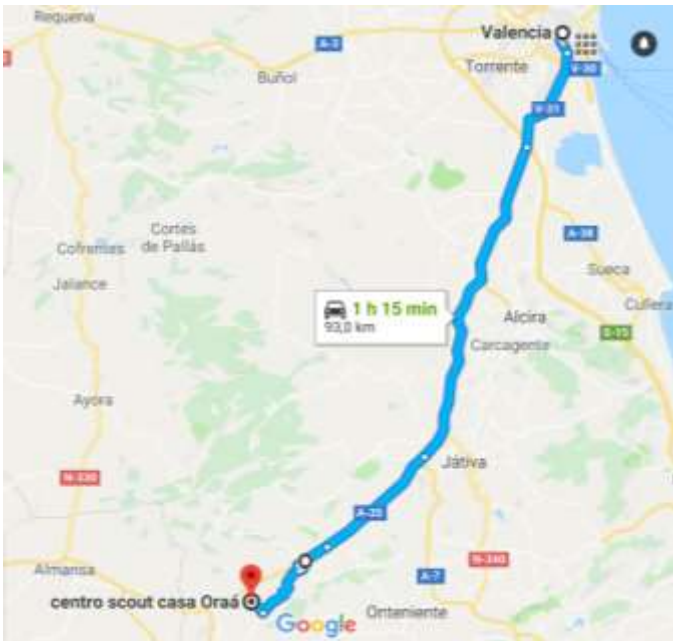 Requena
Valencia
A-3
Torrente
V-30
Buñol
V-31
Cortes
de Pallás
A-38
Cofrentes
Sueca
Jalance
Cullera
1 h 15 min
93,0 km
Alcira
E-15
Carcagente
Ayora
Játiva
N-330
A-35
N-340
Almansa
A-7
centro scout casa Oraá
Onteniente
Google